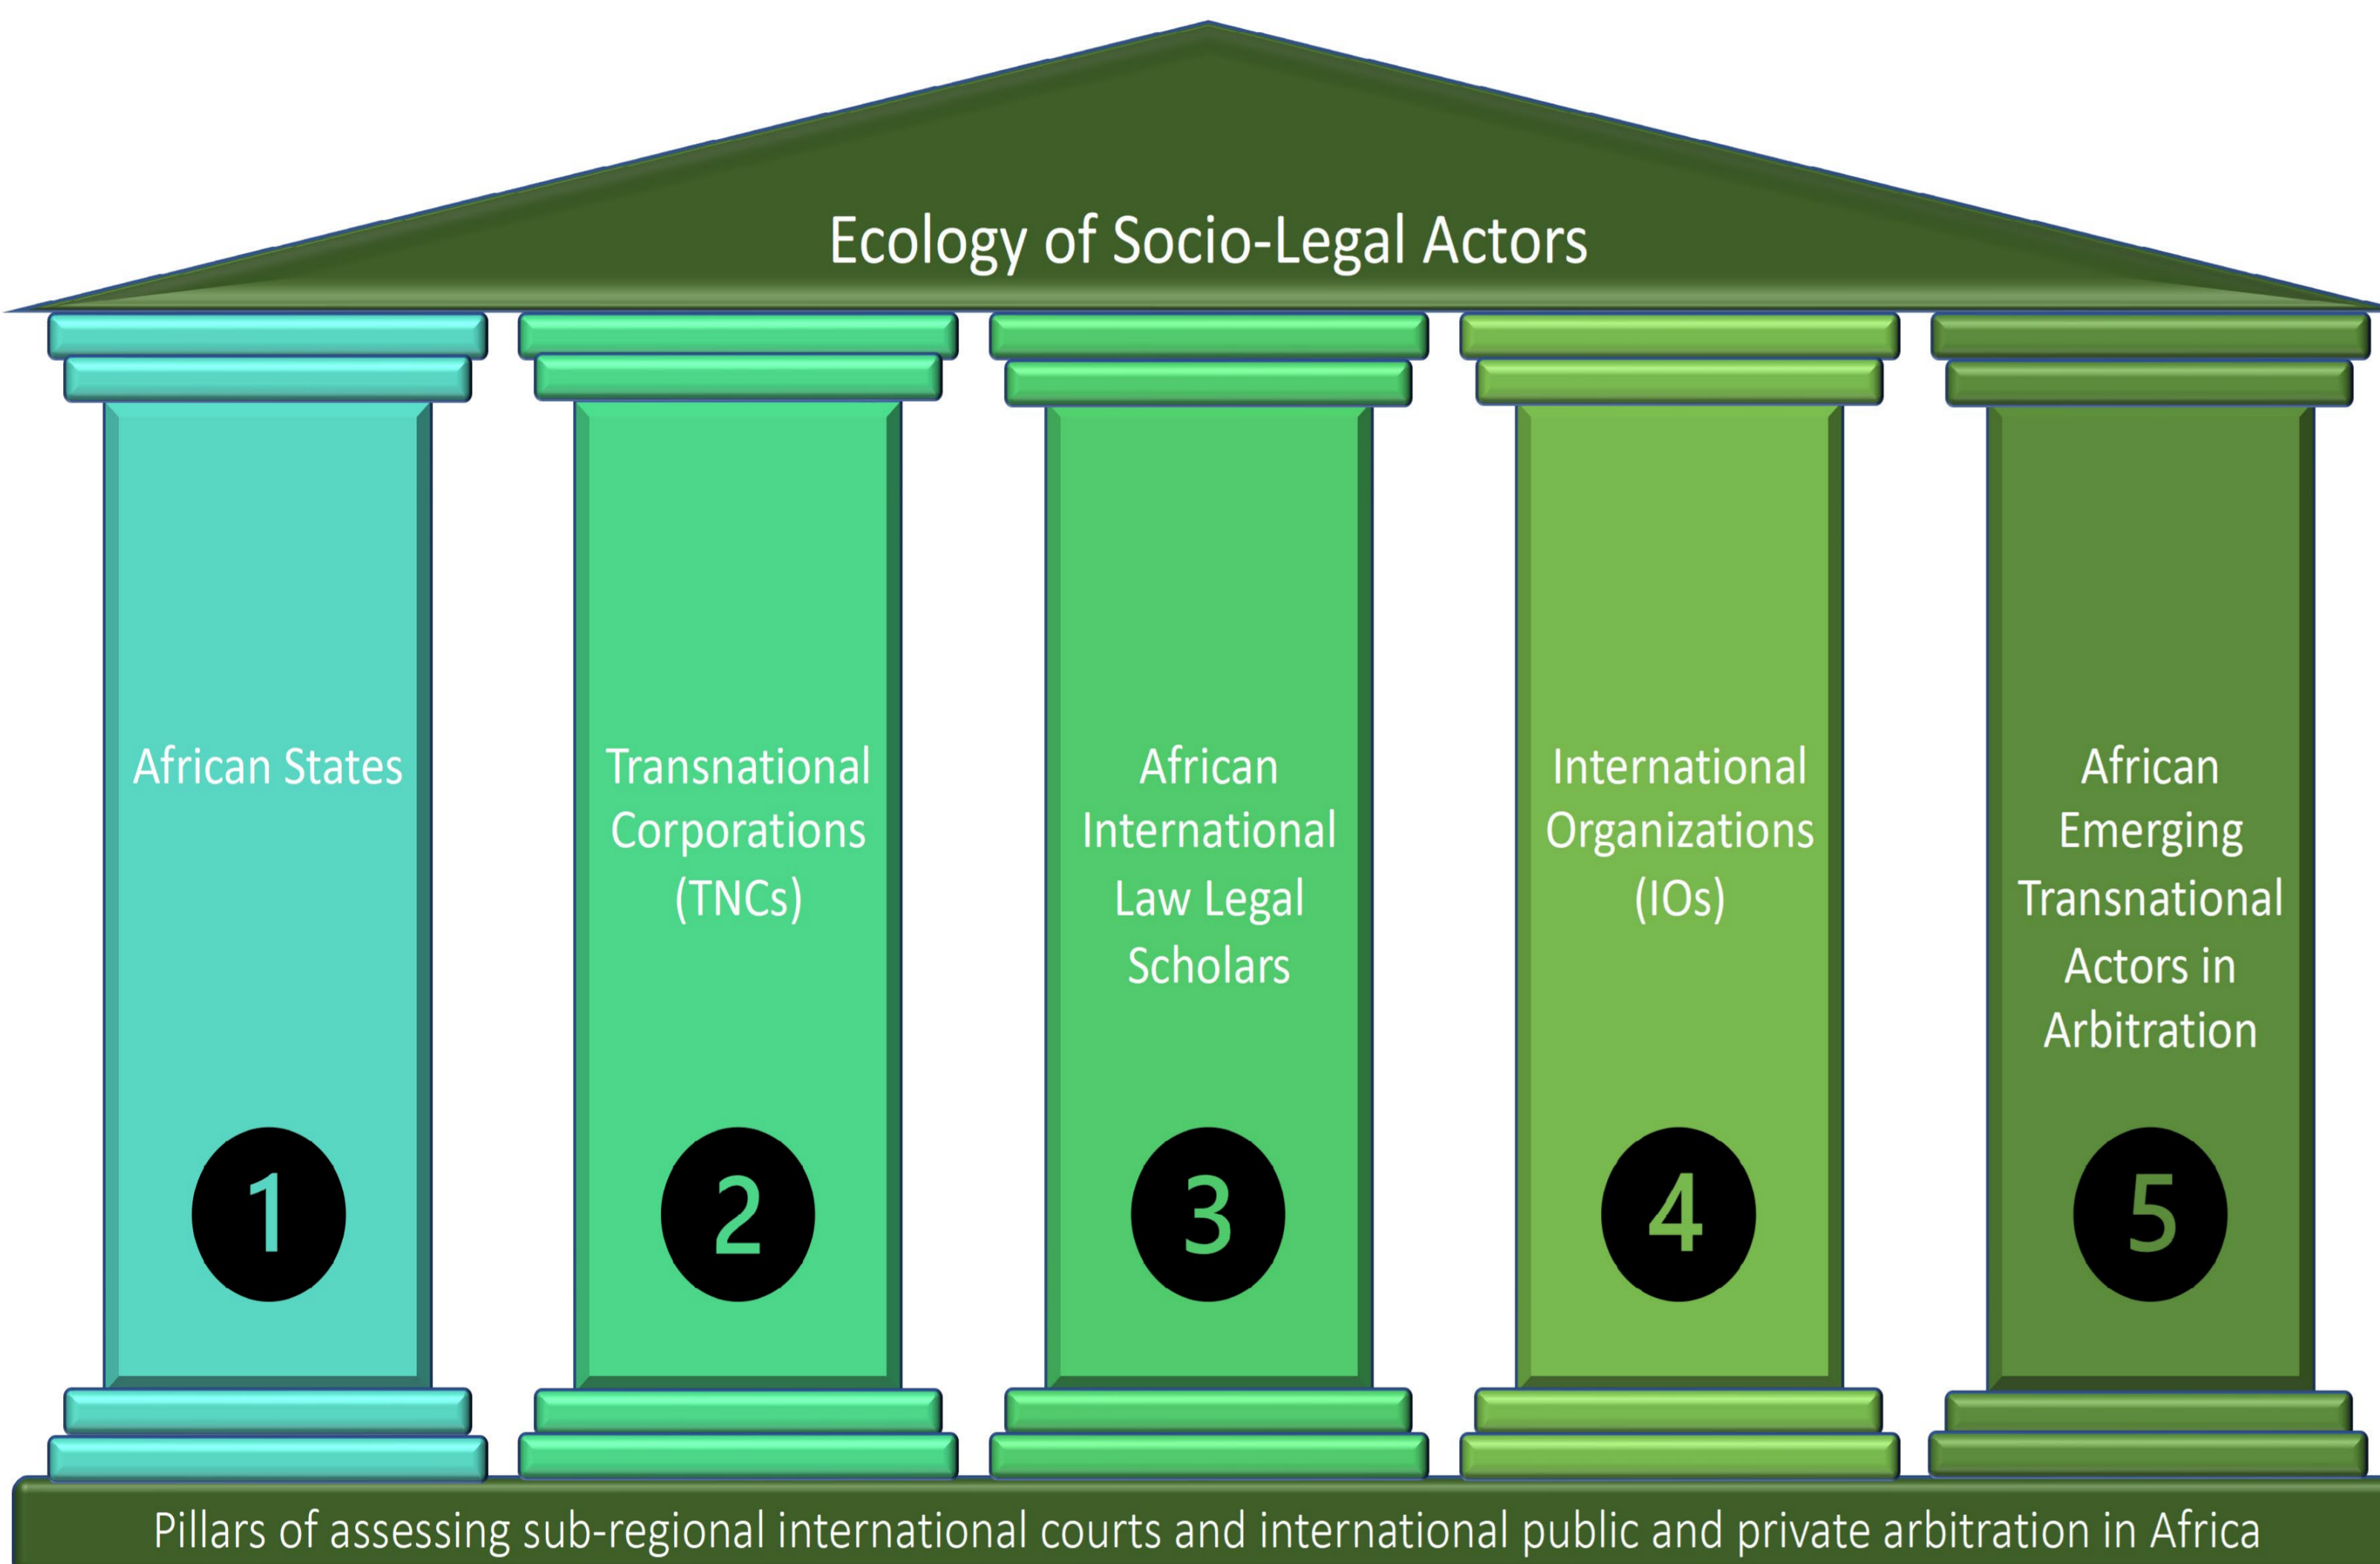 Ecology of Socio-Legal Actors
African States
1
Transnational
Corporations
(TNCs)
2
African
International
Law Legal
Scholars
3
International
Organizations
(IOs)
4
African
Emerging
Transnational
Actors in
Arbitration
5
Pillars of assessing sub-regional international courts and international public and private arbitration in Africa